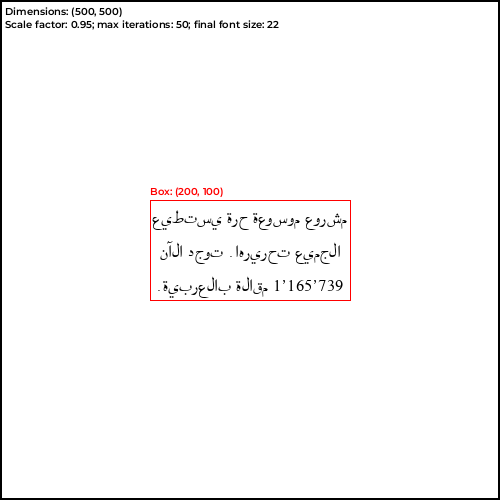 Dimensions: (500, 500)
Scale factor: 0.95; max iterations: 50; final font size: 22
Box: (200, 100)
مشروع موسوعة حرة يستطيع
الجميع تحريرها. توجد الآن
1’165’739 مقالة بالعربية.